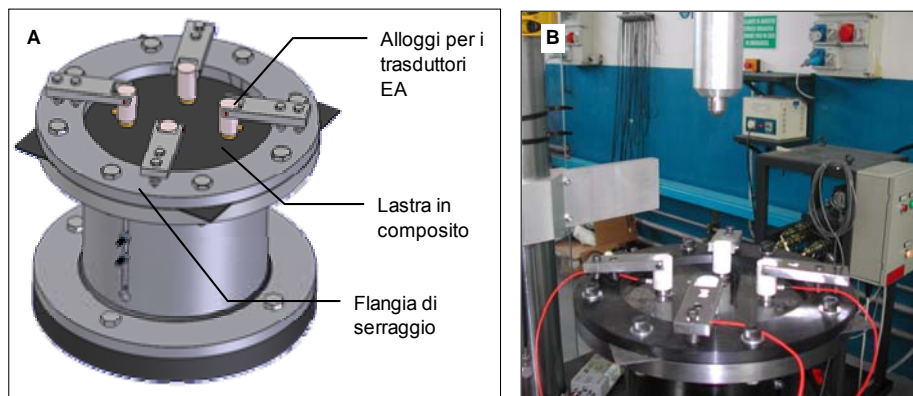 A
Alloggi per i
trasduttori
EA
Lastra in
composito
Flangia di
serraggio
B